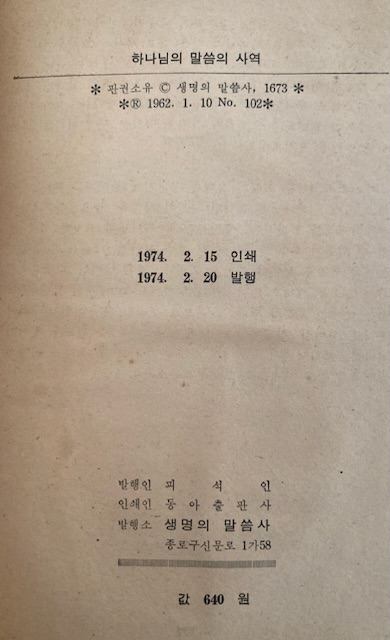 하나님의 말씀의 사역
* 판권소유 © 생명의 말씀사, 1673 *
*® 1962. 1. 10 No. 102*
1974. 2. 15 인쇄
1974. 2. 20 발행
발행인 괴 석 인
인쇄인 동아출판사
발행소 생명의 말씀사
종로구신문로 1가58
값 640 원